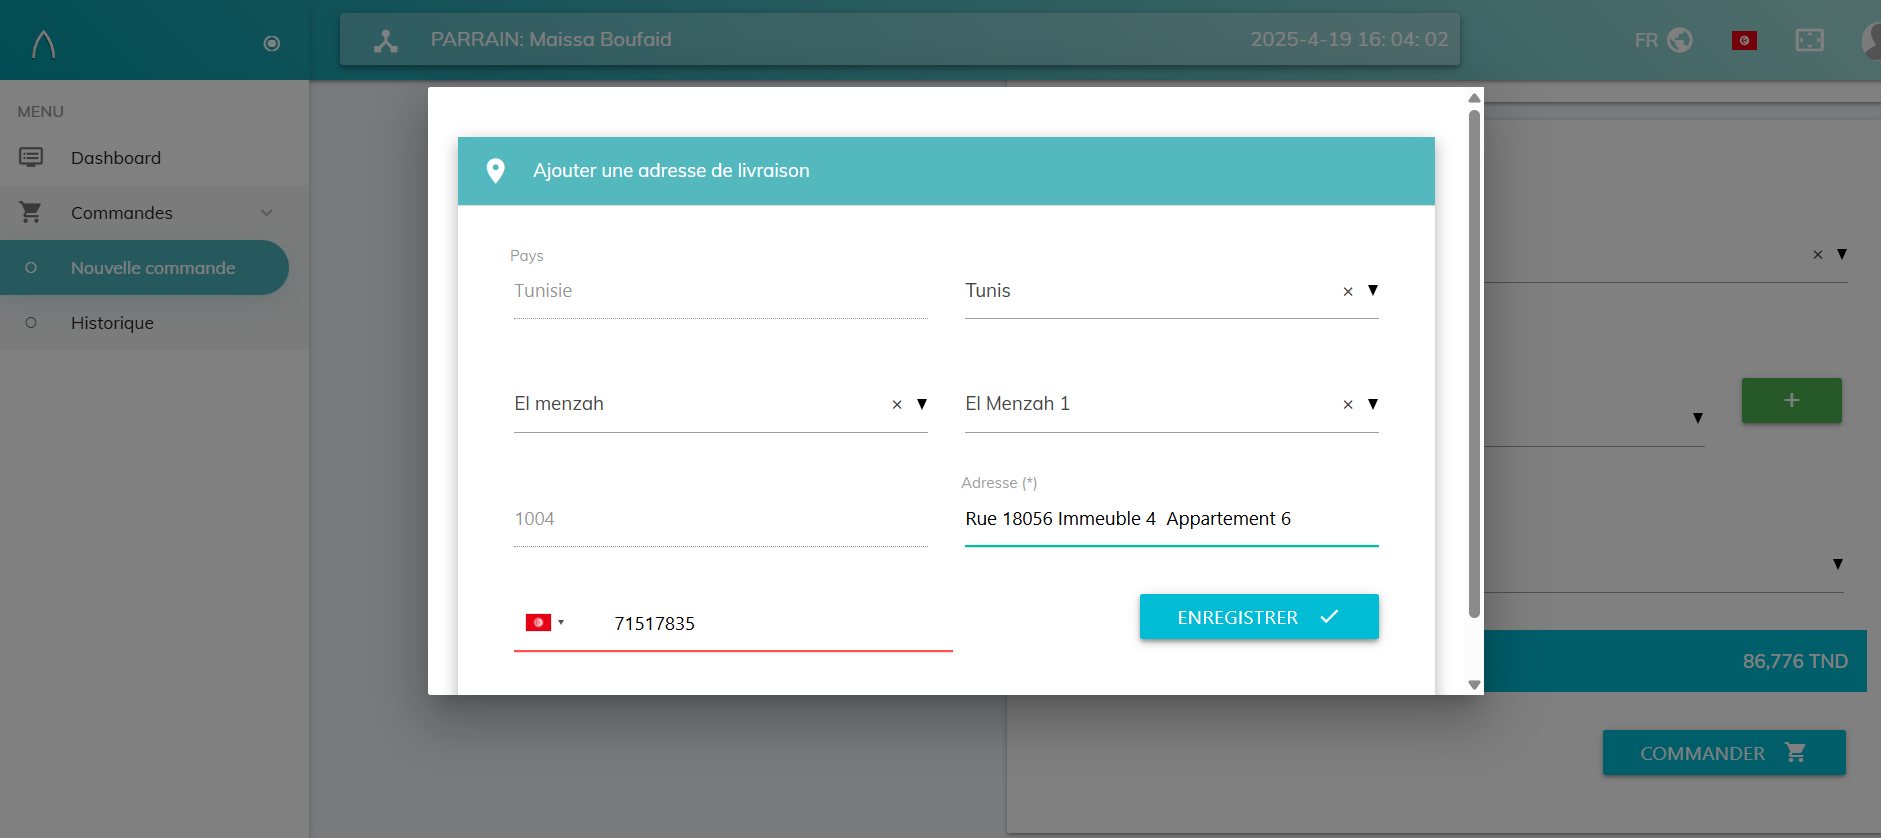 PARRAIN: Maissa Boufaid
2025-4-19 16: 04: 02
FR
MENU
Dashboard
Commandes
Nouvelle commande
Historique
Ajouter une adresse de livraison
Pays
Tunisie
Tunis
El menzah
El Menzah 1
1004
Adresse (*)
Rue 18056 Immeuble 4  Appartement 6
71517835
ENREGISTRER
86,776 TND
COMMANDER